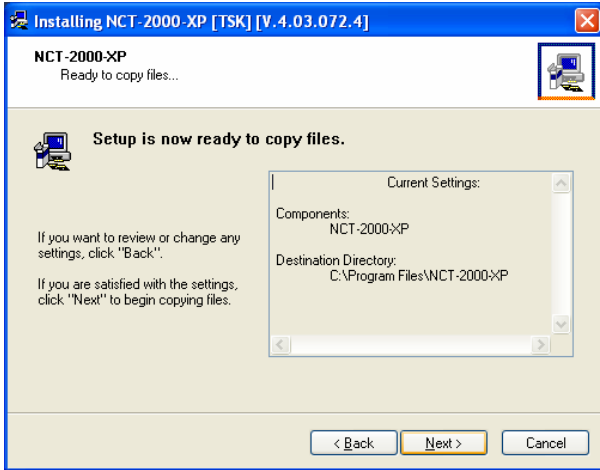 Installing NCT-2000-XP [TSK] [V.4.03.072.4]
NCT-2000-XP
Ready to copy files...
Setup is now ready to copy files.
Current Settings:
Components:
NCT-2000-XP
Destination Directory:
C:\Program Files\NCT-2000-XP
If you want to review or change any
settings, click "Back".
If you are satisfied with the settings,
click "Next" to begin copying files.
< Back
Next >
Cancel